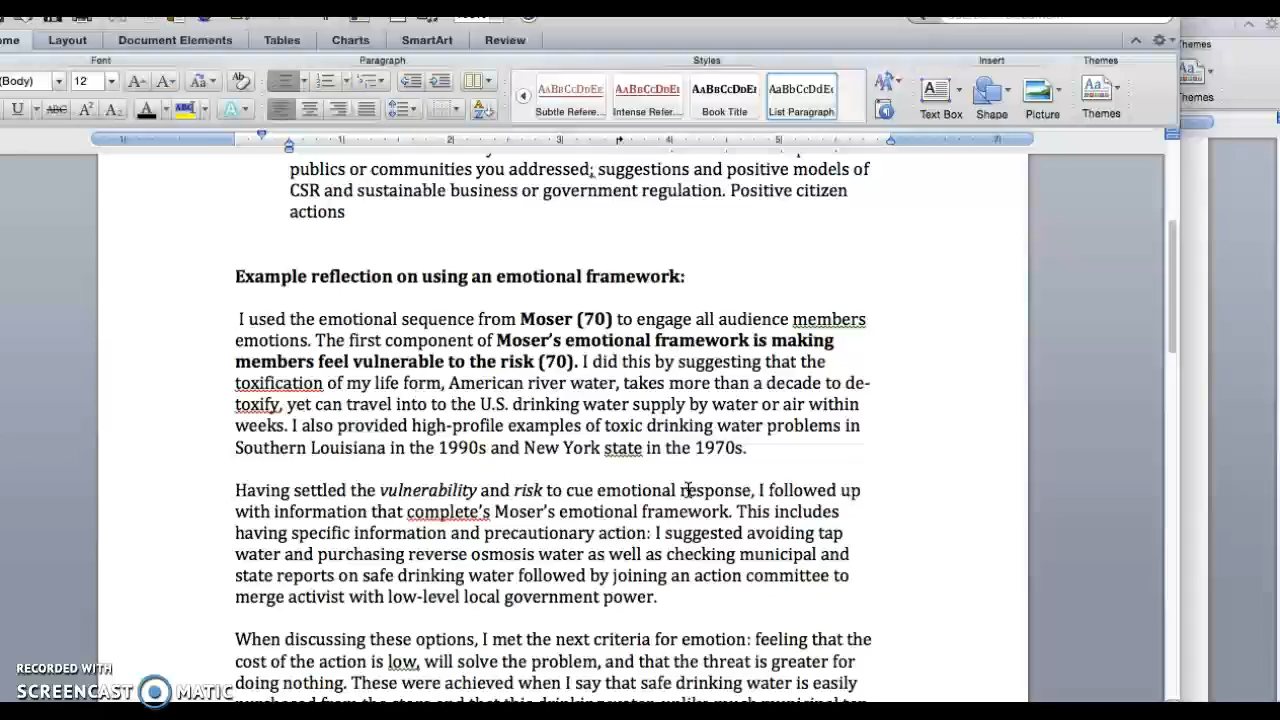 ome Layout Document Elements Tables Charts SmartArt Review
Font Paragraph Styles Insert Themes
(Body) 12
AaBbCcDdEe AaBbCcDdEe AaBbCcDdEe AaBbCcDdEe
Subtle Refere... Intense Refer... Book Title List Paragraph
Text Box Shape Picture Themes
hemes
Themes
publics or communities you addressed; suggestions and positive models of
CSR and sustainable business or government regulation. Positive citizen
actions
Example reflection on using an emotional framework:
I used the emotional sequence from Moser (70) to engage all audience members
emotions. The first component of Moser's emotional framework is making
members feel vulnerable to the risk (70). I did this by suggesting that the
toxification of my life form, American river water, takes more than a decade to de-
toxify, yet can travel into to the U.S. drinking water supply by water or air within
weeks. I also provided high-profile examples of toxic drinking water problems in
Southern Louisiana in the 1990s and New York state in the 1970s.
Having settled the vulnerability and risk to cue emotional response, I followed up
with information that complete's Moser's emotional framework. This includes
having specific information and precautionary action: I suggested avoiding tap
water and purchasing reverse osmosis water as well as checking municipal and
state reports on safe drinking water followed by joining an action committee to
merge activist with low-level local government power.
When discussing these options, I met the next criteria for emotion: feeling that the
cost of the action is low, will solve the problem, and that the threat is greater for
doing nothing. These were achieved when I say that safe drinking water is easily
RECORDED WITH
SCREENCAST MATIC